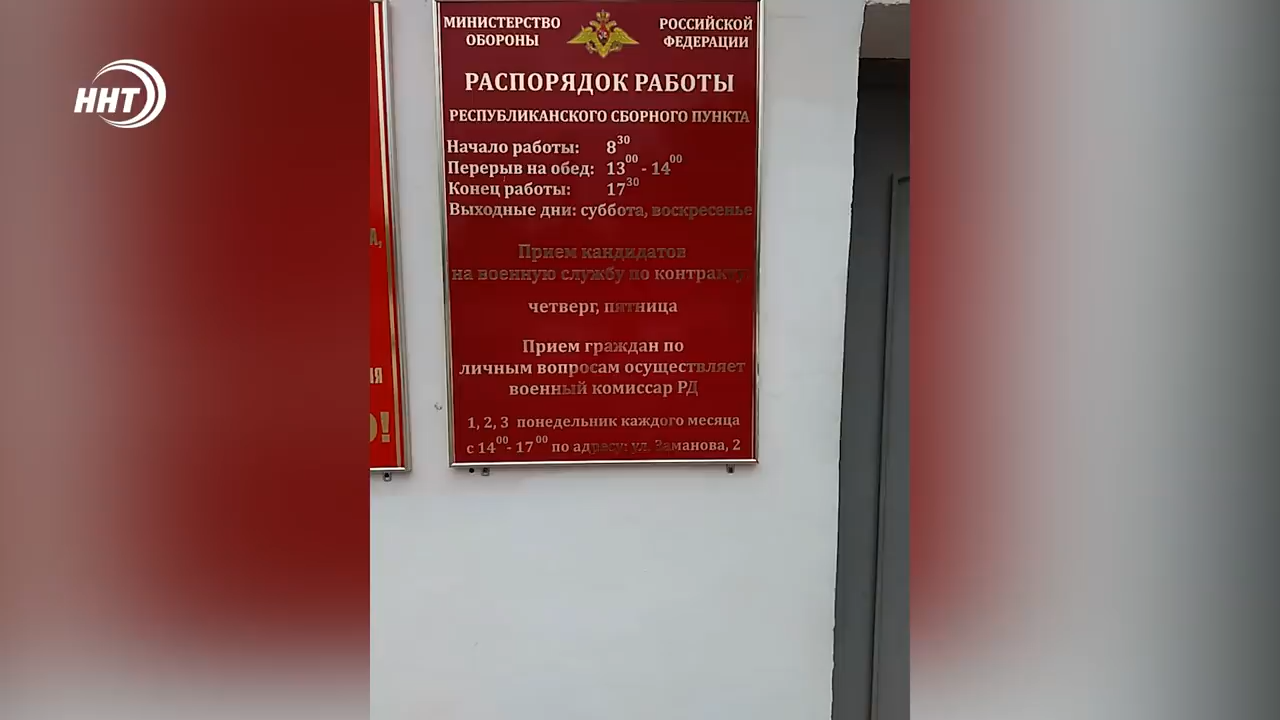 ННТ
МИНИСТЕРСТВО ОБОРОНЫ
РОССИЙСКОЙ ФЕДЕРАЦИИ
РАСПОРЯДОК РАБОТЫ
РЕСПУБЛИКАНСКОГО СБОРНОГО ПУНКТА
Начало работы: 8³⁰
Перерыв на обед: 13⁰⁰ - 14⁰⁰
Конец работы: 17³⁰
Выходные дни: суббота, воскресенье
Прием кандидатов
на военную службу по контракту
четверг, пятница
Прием граждан по
личным вопросам осуществляет
военный комиссар РД
1, 2, 3 понедельник каждого месяца
с 14⁰⁰- 17⁰⁰ по адресу: ул. Заманова, 2